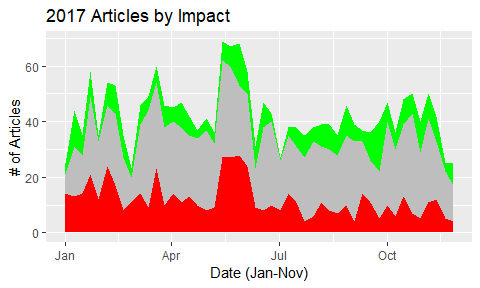 2017 Articles by Impact
# of Articles
60
40
20
0
Jan Apr Jul Oct
Date (Jan-Nov)